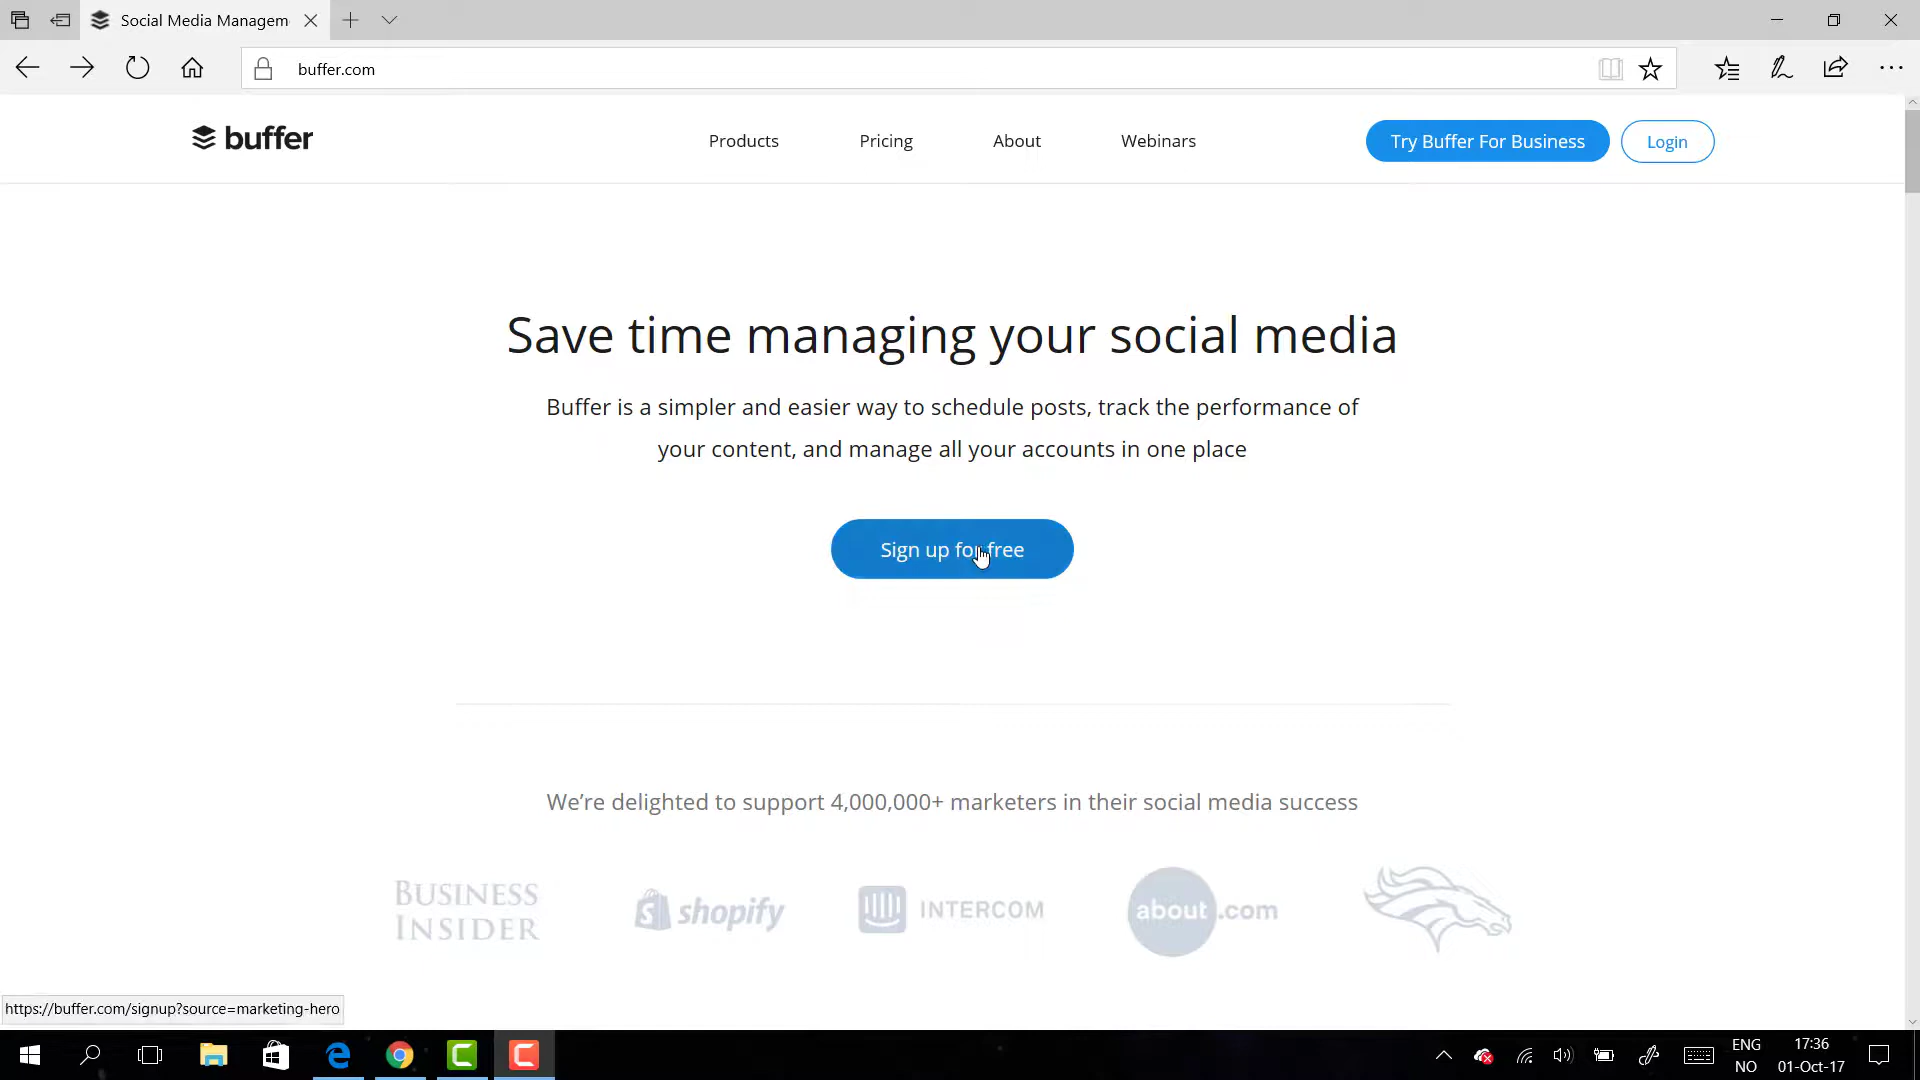 Social Media Managem
buffer.com
buffer
Products
Pricing
About
Webinars
Try Buffer For Business
Login
Save time managing your social media
Buffer is a simpler and easier way to schedule posts, track the performance of
your content, and manage all your accounts in one place
Sign up for free
We’re delighted to support 4,000,000+ marketers in their social media success
BUSINESS
INSIDER
shopify
INTERCOM
about.com
https://buffer.com/signup?source=marketing-hero
ENG
NO
17:36
01-Oct-17